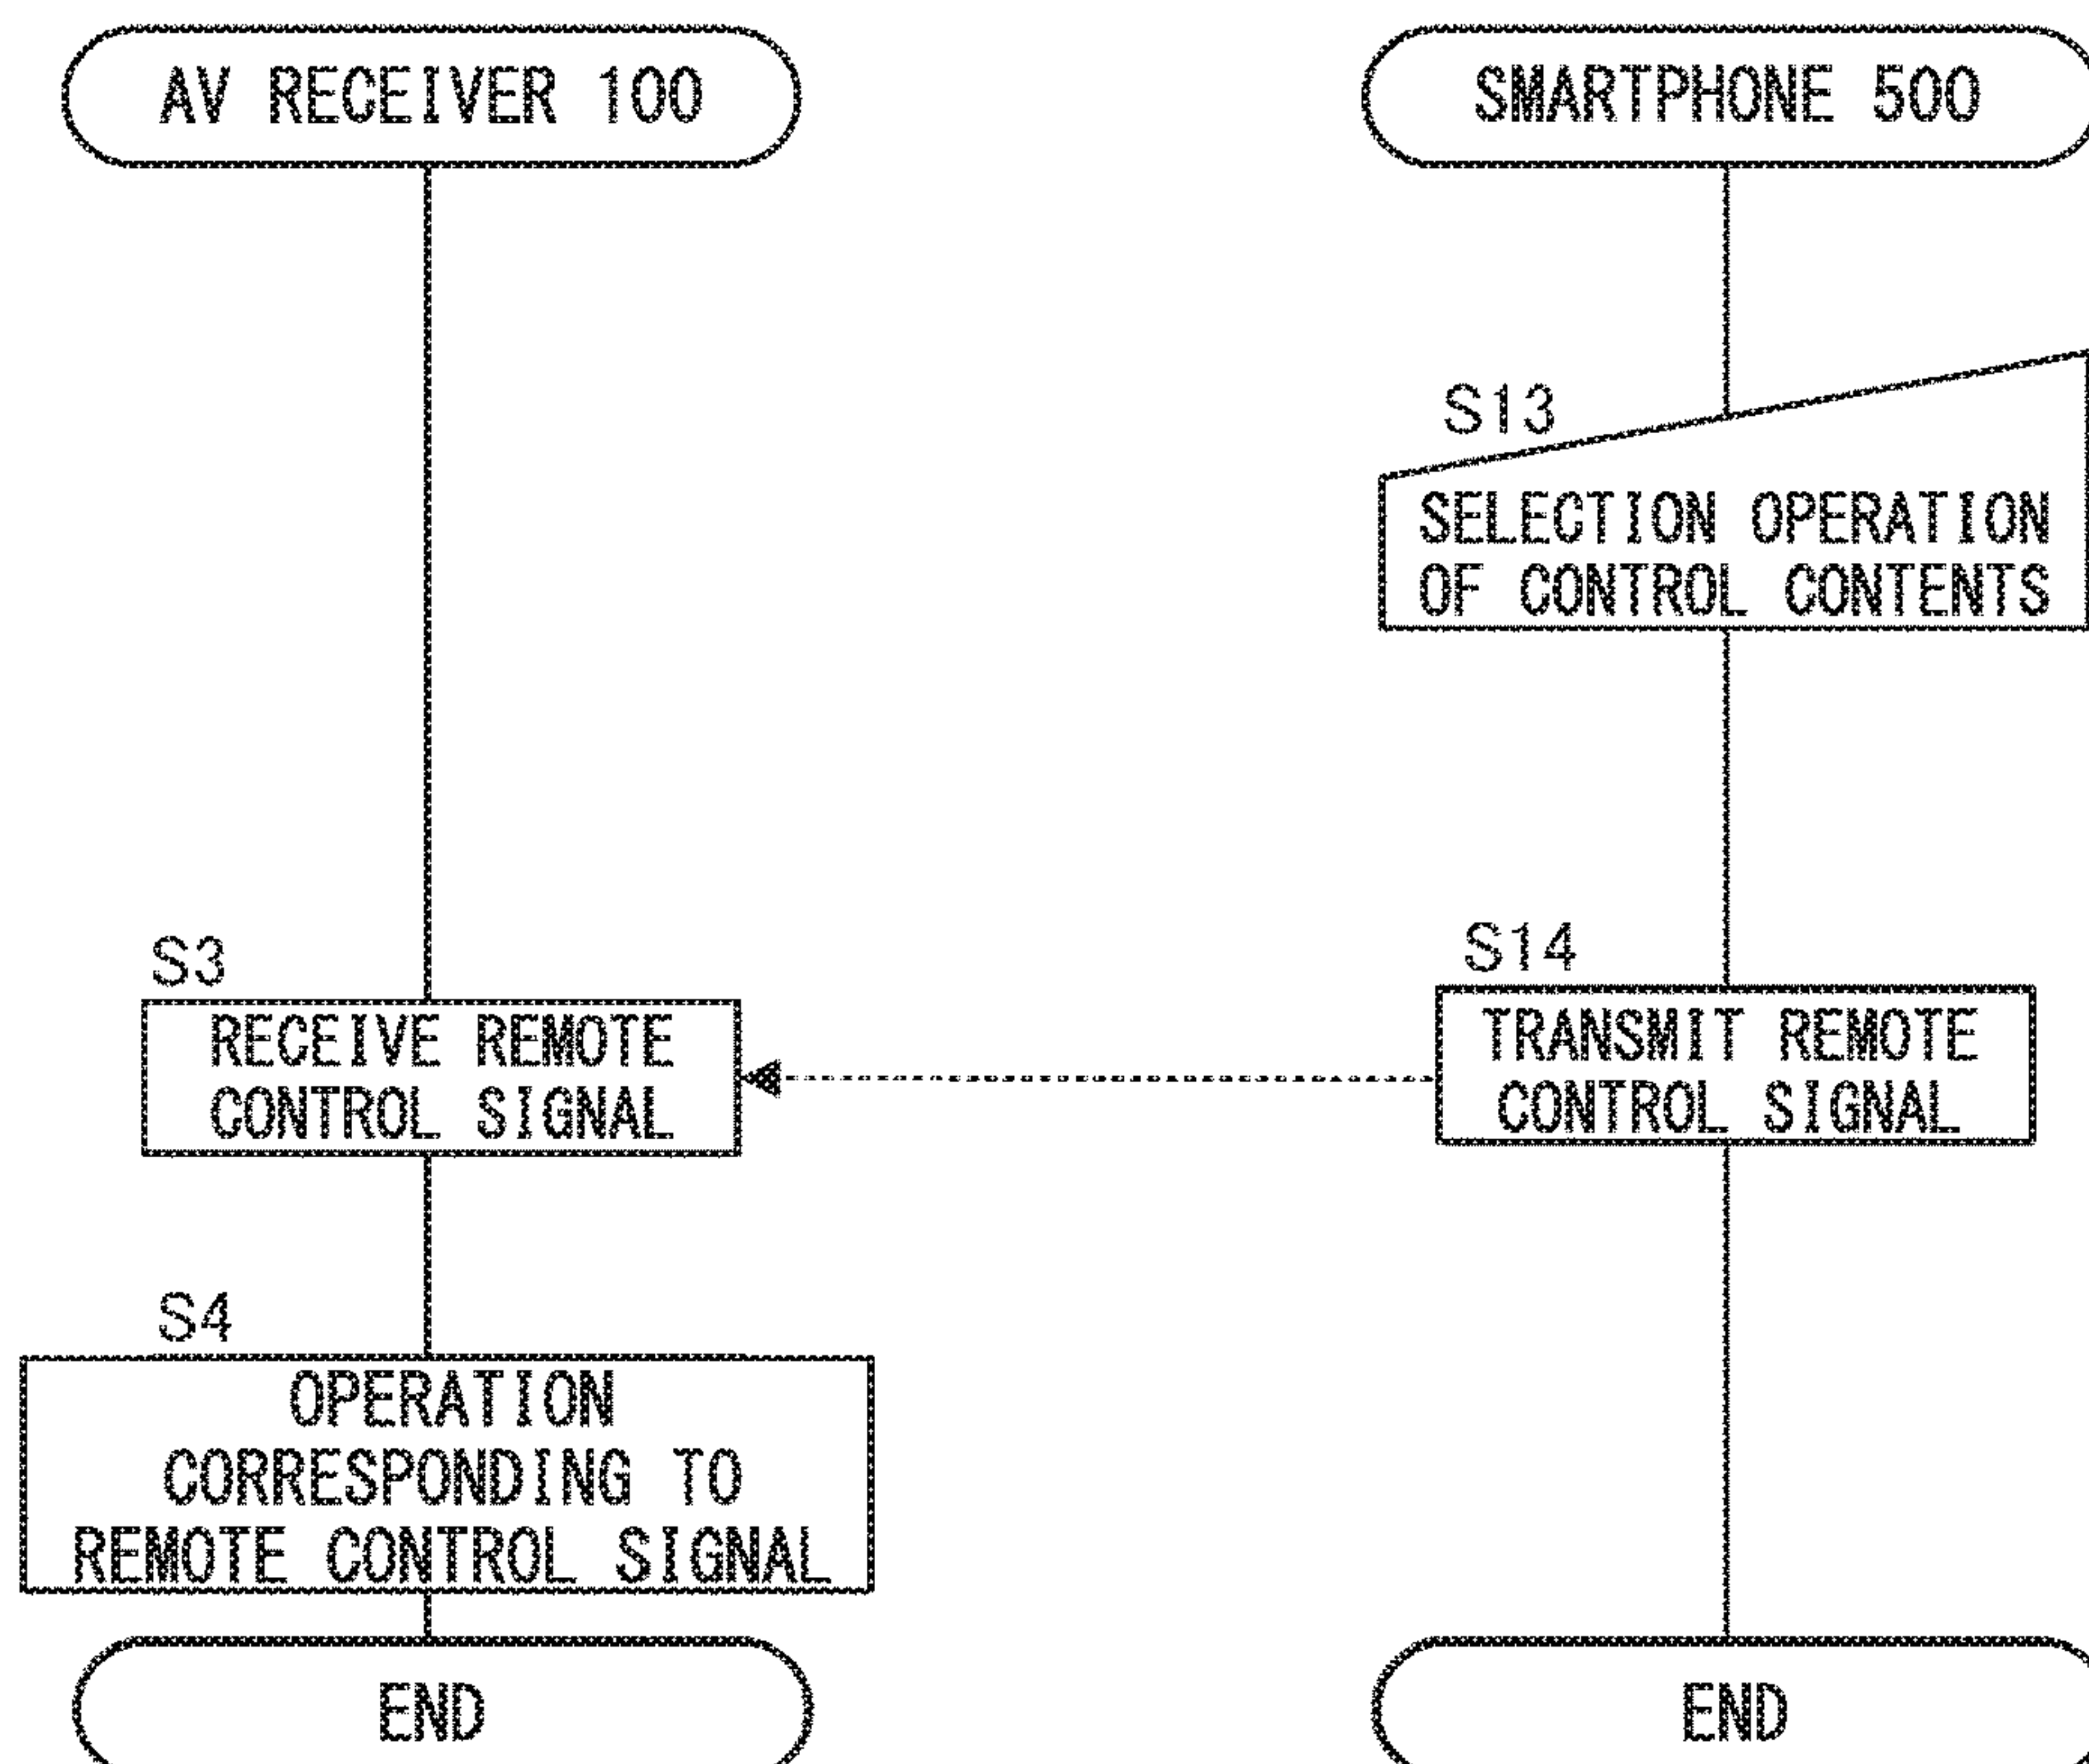 AV RECEIVER 100
SMARTPHONE 500
S13
SELECTION OPERATION
OF CONTROL CONTENTS
S3
RECEIVE REMOTE
CONTROL SIGNAL
S14
TRANSMIT REMOTE
CONTROL SIGNAL
S4
OPERATION
CORRESPONDING TO
REMOTE CONTROL SIGNAL
END
END